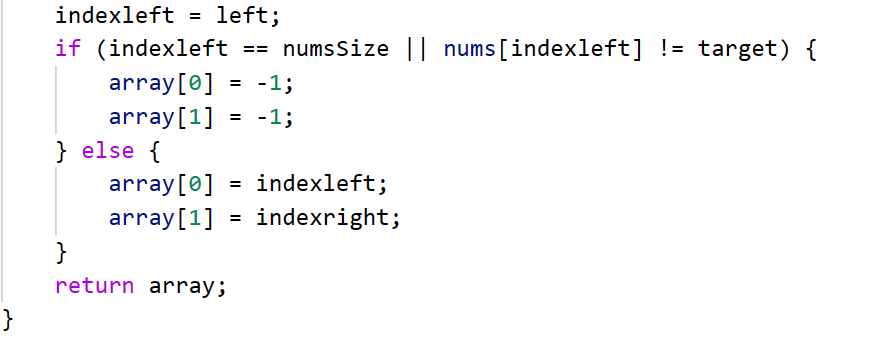 indexleft = left;
if (indexleft == numsSize || nums[indexleft] != target) {
array[0] = -1;
array[1] = -1;
} else {
array[0] = indexleft;
array[1] = indexright;
}
return array;
}